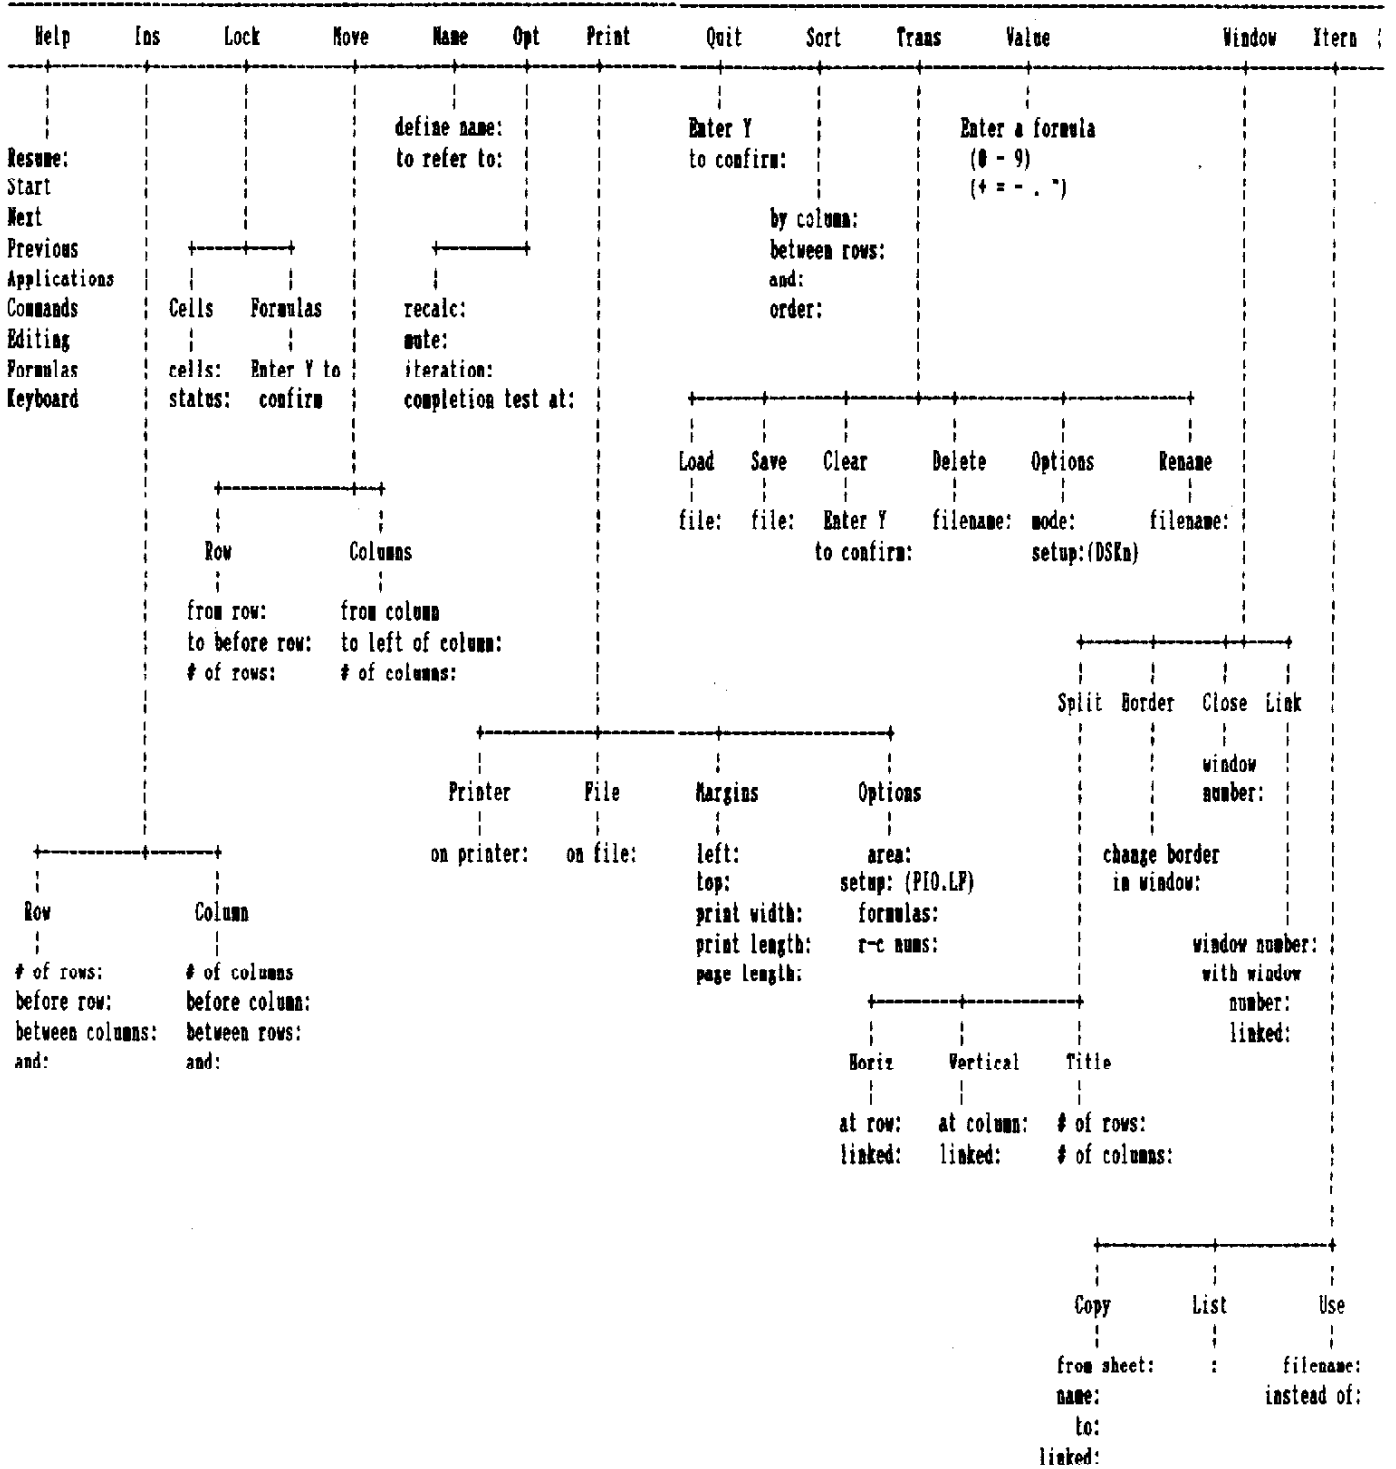 Help Ins Lock Move Name Opt Print Quit Sort Trans Value Window Xtern
define name: Enter Y Enter a formula
Resume: to refer to: to confirm: (0 - 9)
Start (+ = - . ")
Next by column:
Previous between rows:
Applications and:
Commands Cells Formulas recalc: order:
Editing mute:
Formulas cells: Enter Y to iteration:
Keyboard status: confirm completion test at:
Load Save Clear Delete Options Rename
file: file: Enter Y filename: mode: filename:
Row Columns to confirm: setup:(DSKn)
from row: from column
to before row: to left of column:
# of rows: # of columns:
Split Border Close Link
window
Printer File Margins Options number:
on printer: on file: left: area: change border
top: setup: (PIO.LF) in window:
Row Column print width: formulas:
print length: r-c nums: window number:
# of rows: # of columns page length: with window
before row: before column: number:
between columns: between rows: linked:
and: and: Horiz Vertical Title
at row: at column: # of rows:
linked: linked: # of columns:
Copy List Use
from sheet: : filename:
name: instead of:
to:
linked: